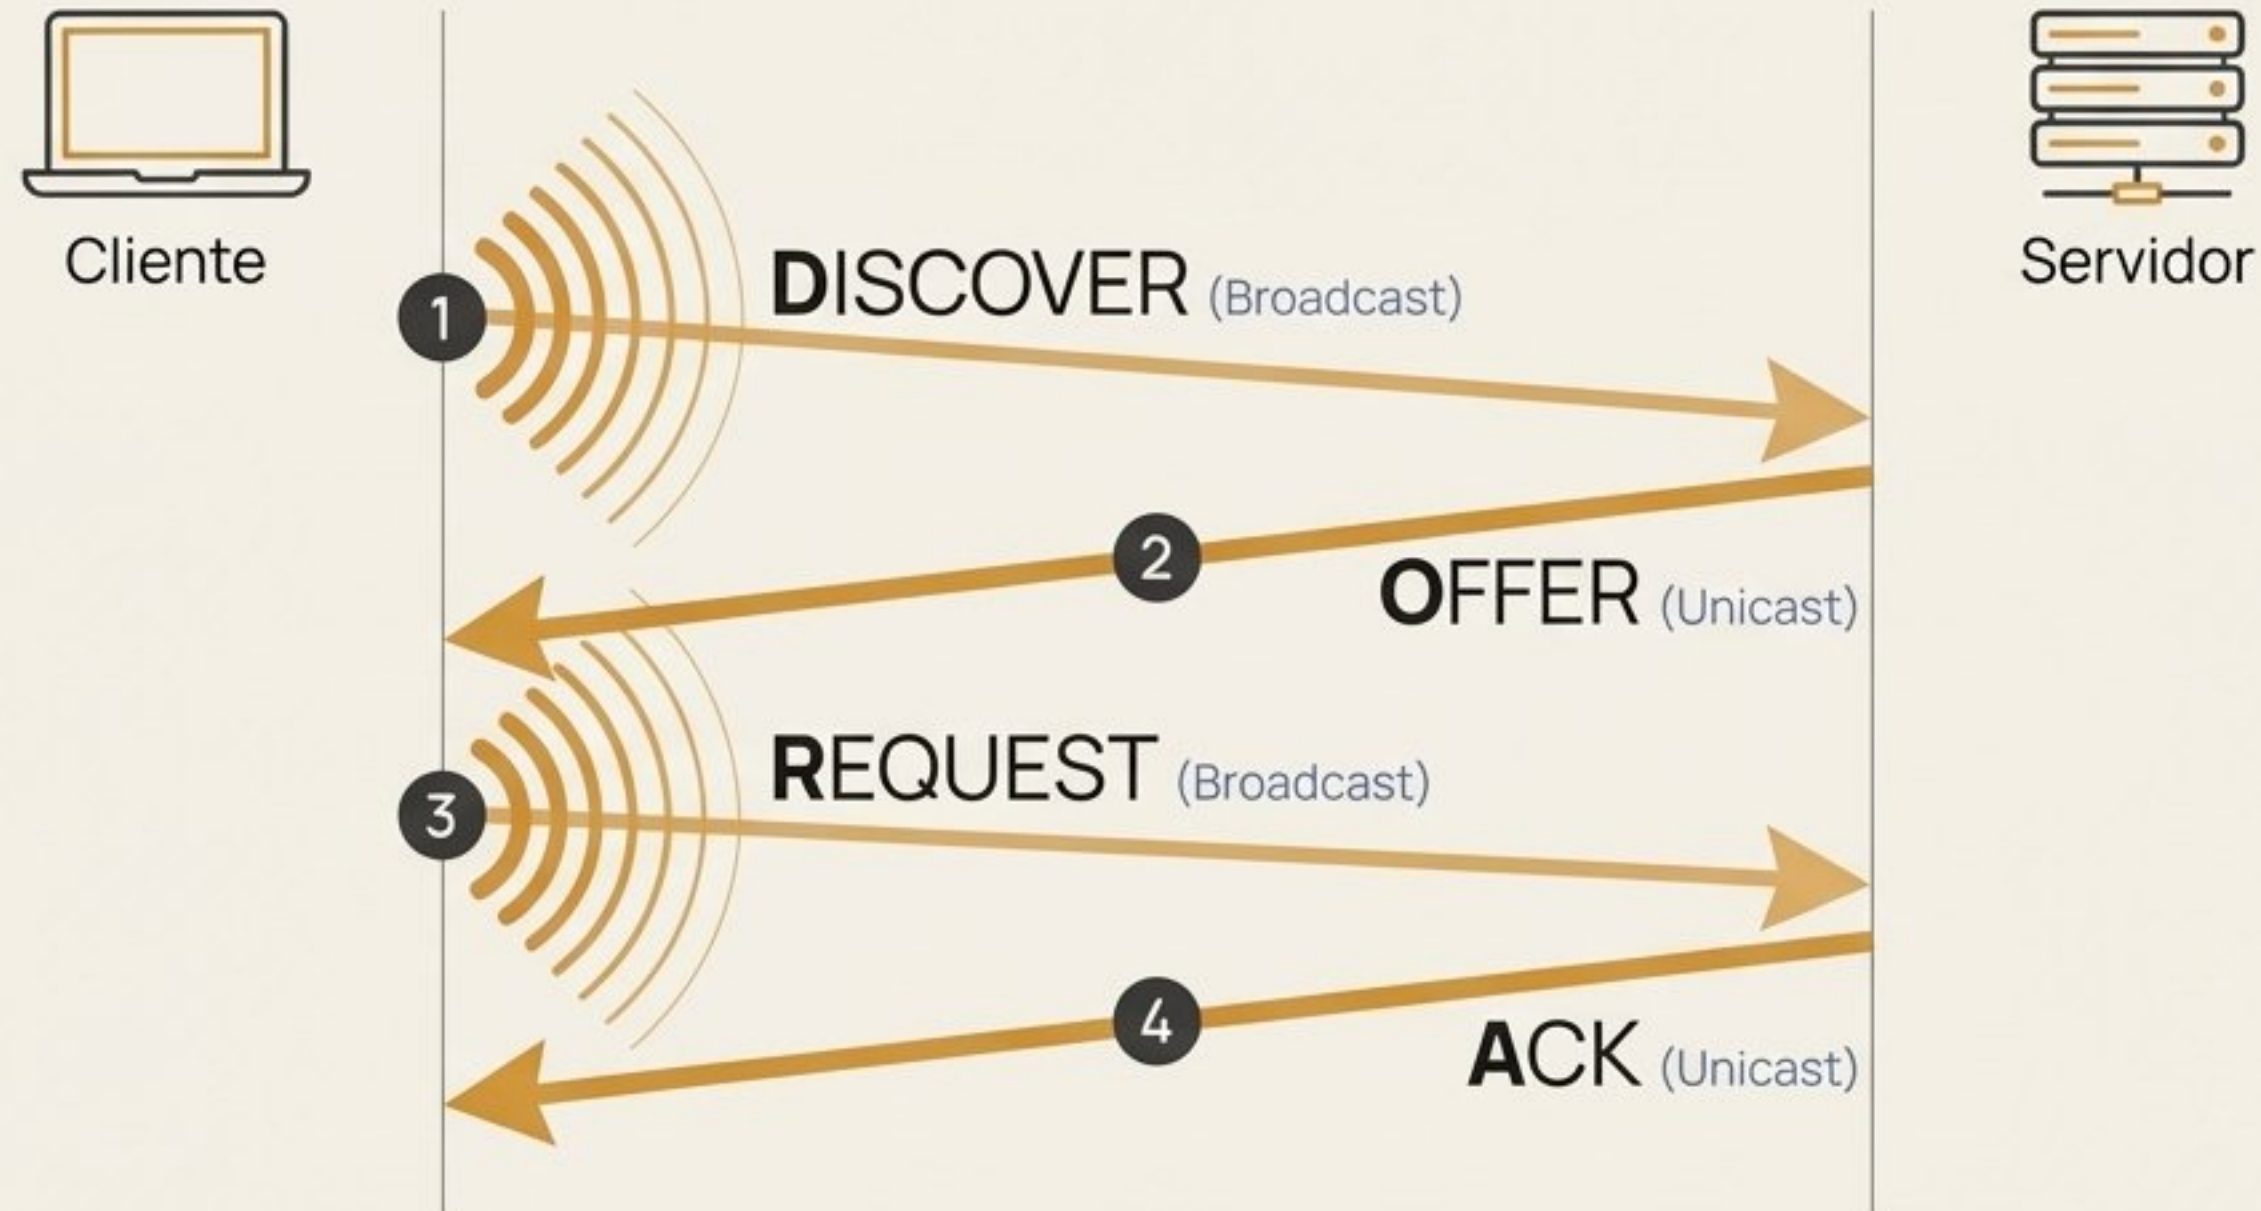 Cliente
Servidor
1
DISCOVER (Broadcast)
2
OFFER (Unicast)
3
REQUEST (Broadcast)
4
ACK (Unicast)